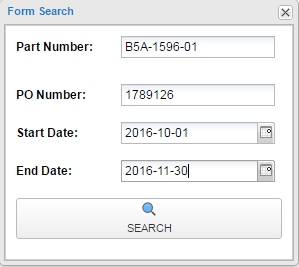 Form Search
Part Number: B5A-1596-01
PO Number: 1789126
Start Date: 2016-10-01
End Date: 2016-11-30
SEARCH